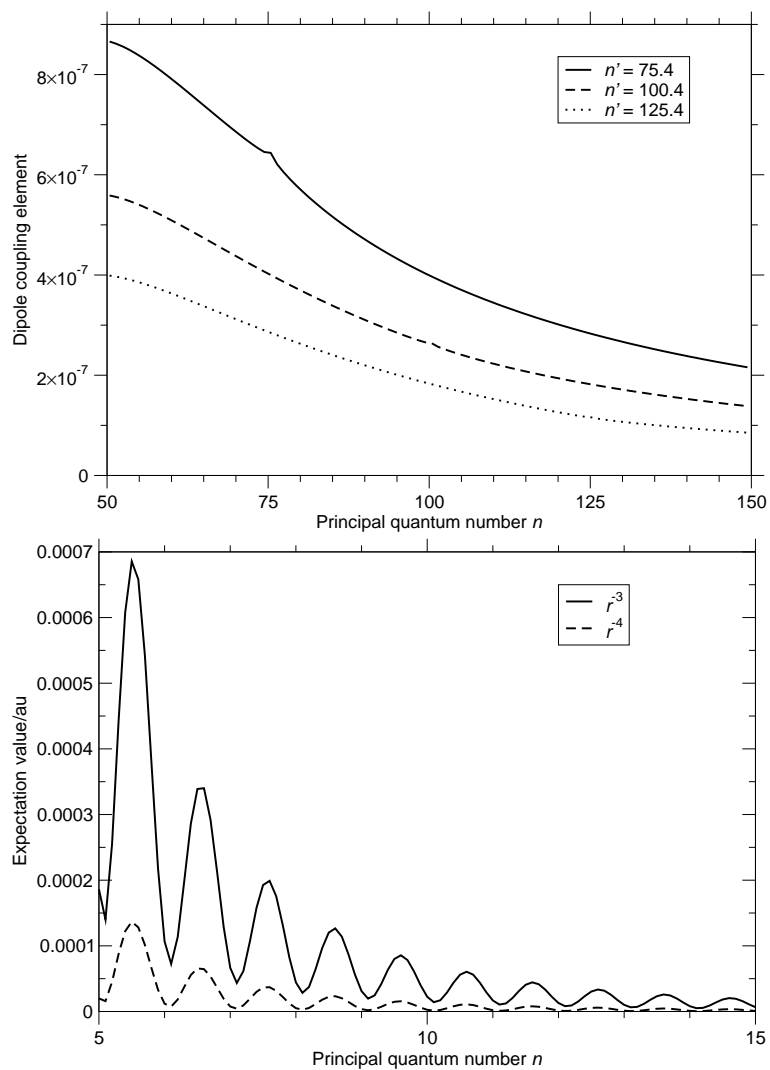 8×10⁻⁷
6×10⁻⁷
4×10⁻⁷
2×10⁻⁷
0
Dipole coupling element
n’ = 75.4
n’ = 100.4
n’ = 125.4
50 75 100 125 150
Principal quantum number n
0.0007
0.0006
0.0005
0.0004
0.0003
0.0002
0.0001
0
Expectation value/au
r⁻³
r⁻⁴
5 10 15
Principal quantum number n